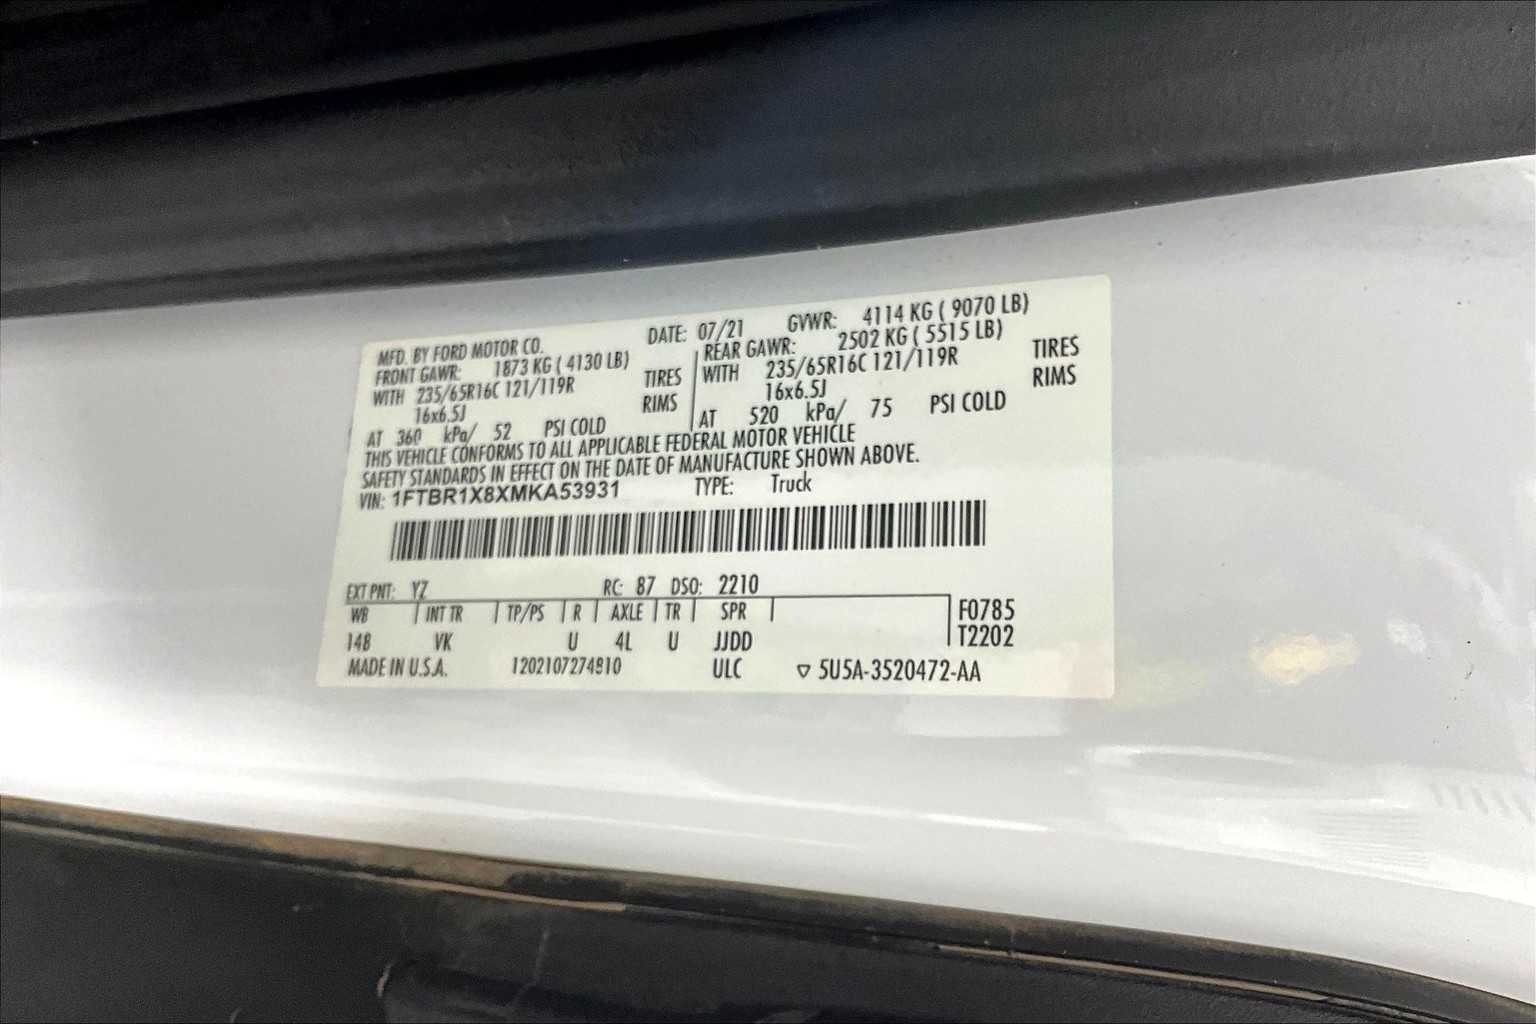 MFD. BY FORD MOTOR CO. DATE: 07/21 GVWR: 4114 KG ( 9070 LB)
FRONT GAWR: 1873 KG ( 4130 LB) REAR GAWR: 2502 KG ( 5515 LB)
WITH 235/65R16C 121/119R TIRES WITH 235/65R16C 121/119R TIRES
16x6.5J RIMS 16x6.5J RIMS
AT 360 kPa/ 52 PSI COLD AT 520 kPa/ 75 PSI COLD
THIS VEHICLE CONFORMS TO ALL APPLICABLE FEDERAL MOTOR VEHICLE
SAFETY STANDARDS IN EFFECT ON THE DATE OF MANUFACTURE SHOWN ABOVE.
VIN: 1FTBR1X8XMKA53931 TYPE: Truck
EXT PNT: YZ RC: 87 DSO: 2210
WB INT TR TP/PS R AXLE TR SPR F0785
148 VK U 4L U JJDD T2202
MADE IN U.S.A. 1202107274910 ULC ▽ 5U5A-3520472-AA